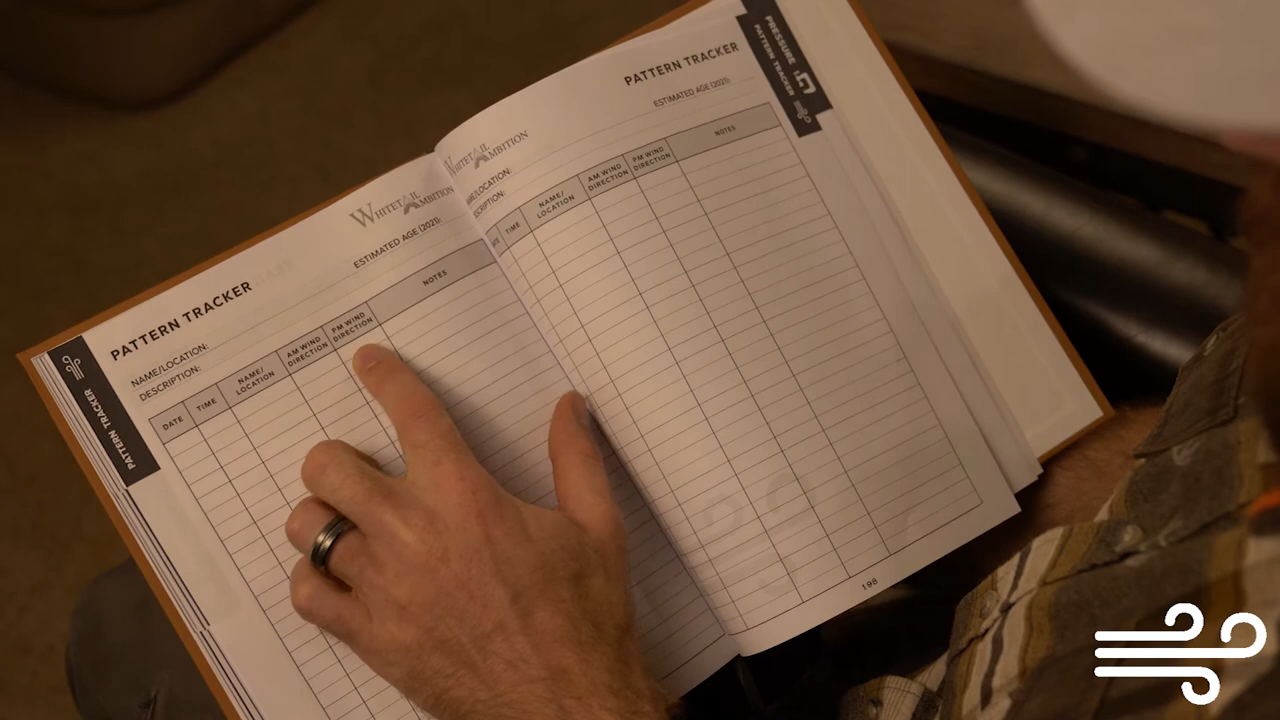 PATTERN TRACKER
WHITETAIL AMBITION
NAME/LOCATION:
ESTIMATED AGE (2021):
DESCRIPTION:
DATE TIME NAME/ LOCATION AM WIND DIRECTION PM WIND DIRECTION NOTES
PATTERN TRACKER
WHITETAIL AMBITION
PATTERN TRACKER
NAME/LOCATION:
ESTIMATED AGE (2021):
DESCRIPTION:
TIME NAME/ LOCATION AM WIND DIRECTION PM WIND DIRECTION NOTES
PRESSURE
PATTERN TRACKER
198